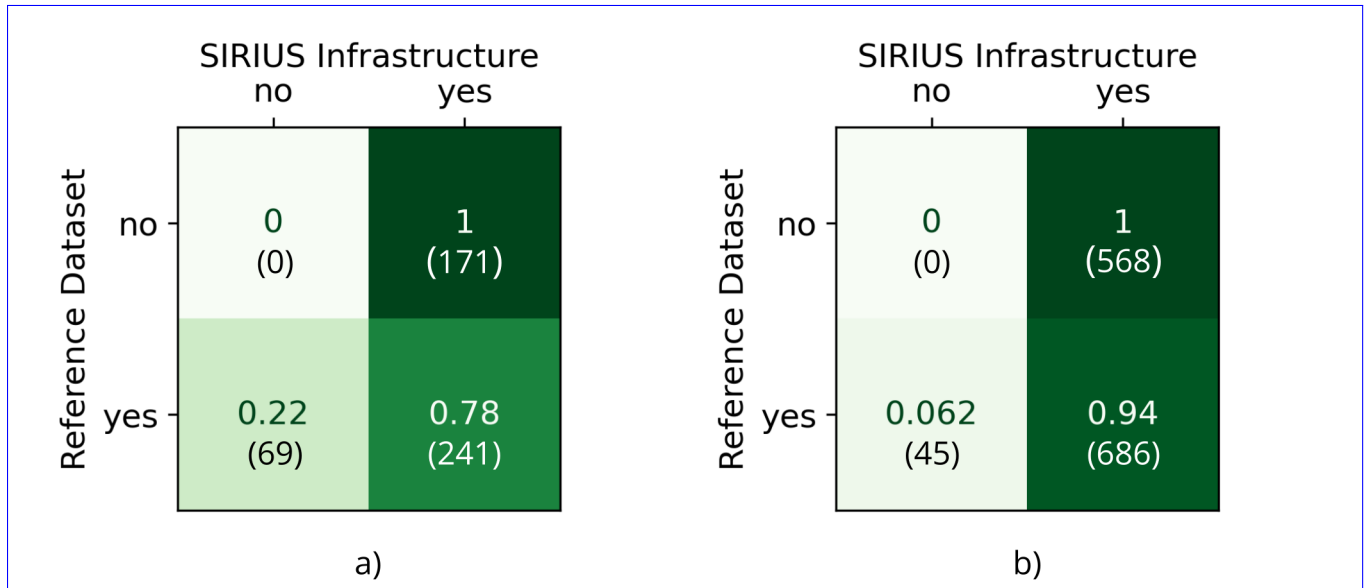 SIRIUS Infrastructure
no yes
Reference Dataset
no
0
(0)
1
(171)
yes
0.22
(69)
0.78
(241)
a)
SIRIUS Infrastructure
no yes
Reference Dataset
no
0
(0)
1
(568)
yes
0.062
(45)
0.94
(686)
b)